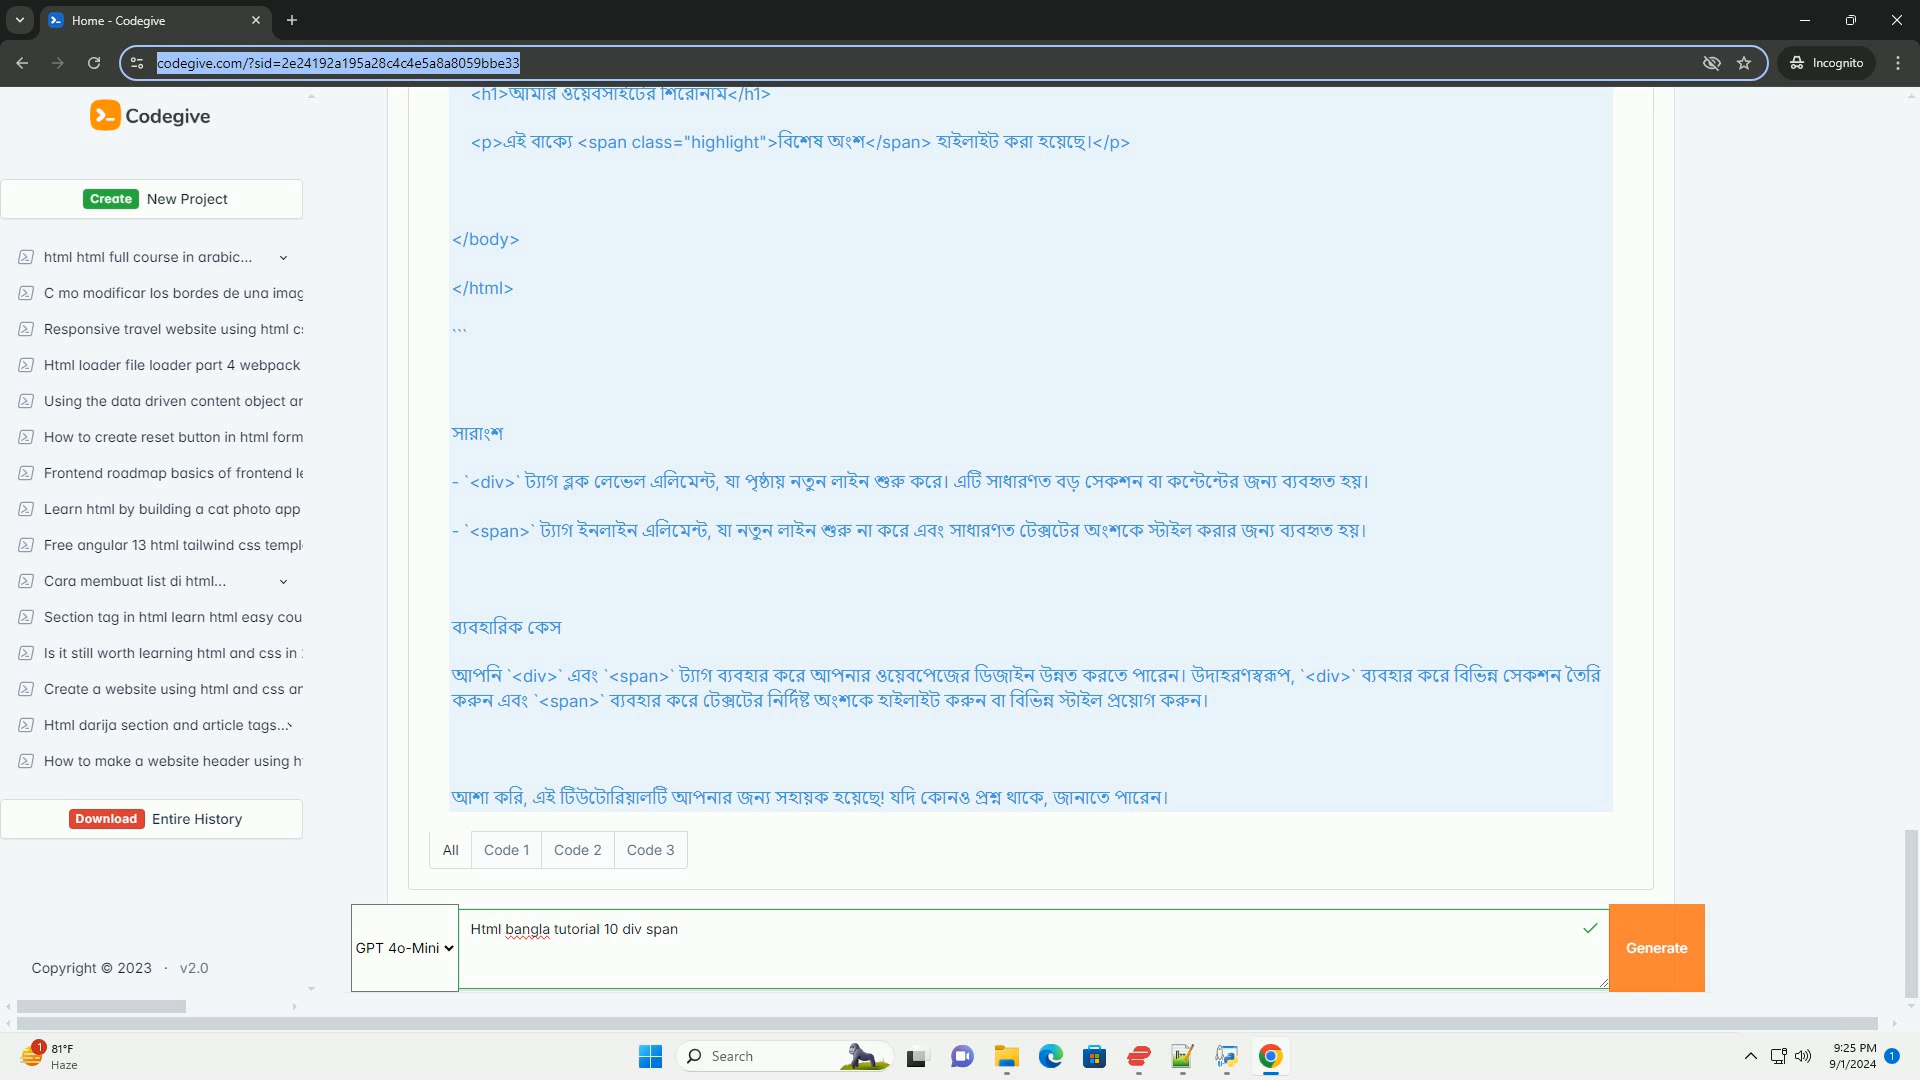 Home - Codegive
codegive.com/?sid=2e24192a195a28c4c4e5a8a8059bbe33
Incognito
Codegive
Create New Project
html html full course in arabic...
C mo modificar los bordes de una imag
Responsive travel website using html cs
Html loader file loader part 4 webpack
Using the data driven content object ar
How to create reset button in html form
Frontend roadmap basics of frontend le
Learn html by building a cat photo app
Free angular 13 html tailwind css templ
Cara membuat list di html...
Section tag in html learn html easy cou
Is it still worth learning html and css in
Create a website using html and css an
Html darija section and article tags...
How to make a website header using h
Download Entire History
Copyright © 2023 · v2.0
<h1>আমার ওয়েবসাইটের শিরোনাম</h1>
<p>এই বাক্যে <span class="highlight">বিশেষ অংশ</span> হাইলাইট করা হয়েছে।</p>
</body>
</html>
```
সারাংশ
- `<div>` ট্যাগ ব্লক লেভেল এলিমেন্ট, যা পৃষ্ঠায় নতুন লাইন শুরু করে। এটি সাধারণত বড় সেকশন বা কন্টেন্টের জন্য ব্যবহৃত হয়।
- `<span>` ট্যাগ ইনলাইন এলিমেন্ট, যা নতুন লাইন শুরু না করে এবং সাধারণত টেক্সটের অংশকে স্টাইল করার জন্য ব্যবহৃত হয়।
ব্যবহারিক কেস
আপনি `<div>` এবং `<span>` ট্যাগ ব্যবহার করে আপনার ওয়েবপেজের ডিজাইন উন্নত করতে পারেন। উদাহরণস্বরূপ, `<div>` ব্যবহার করে বিভিন্ন সেকশন তৈরি
করুন এবং `<span>` ব্যবহার করে টেক্সটের নির্দিষ্ট অংশকে হাইলাইট করুন বা বিভিন্ন স্টাইল প্রয়োগ করুন।
আশা করি, এই টিউটোরিয়ালটি আপনার জন্য সহায়ক হয়েছে! যদি কোনও প্রশ্ন থাকে, জানাতে পারেন।
All Code 1 Code 2 Code 3
GPT 4o-Mini
Html bangla tutorial 10 div span
Generate
1
81°F
Haze
Search
9:25 PM
9/1/2024
1